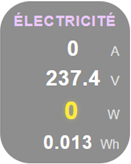 ÉLECTRICITÉ
0 A
237.4 V
0 W
0.013 Wh